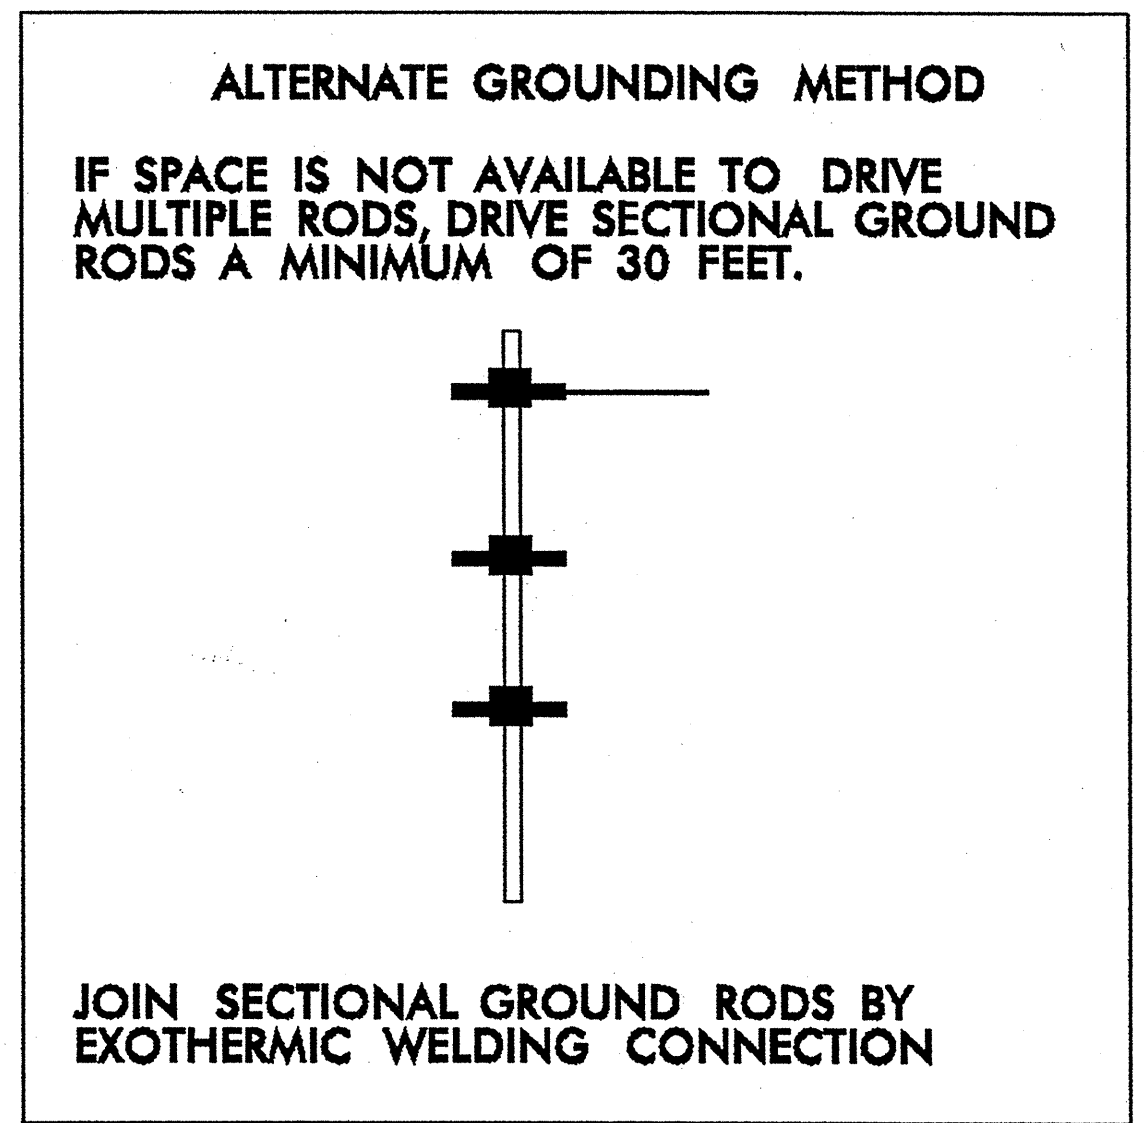 ALTERNATE GROUNDING METHOD
IF SPACE IS NOT AVAILABLE TO DRIVE
MULTIPLE RODS, DRIVE SECTIONAL GROUND
RODS A MINIMUM OF 30 FEET.
JOIN SECTIONAL GROUND RODS BY
EXOTHERMIC WELDING CONNECTION